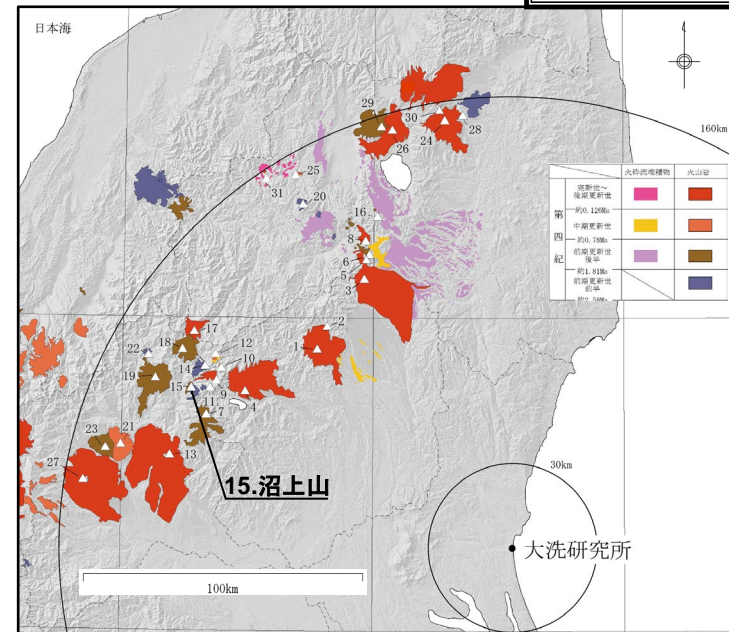 日本海
160km
火砕流堆積物
火山岩
第四紀
完新世～
後期更新世
約0.126Ma
中期更新世
約0.78Ma
前期更新世
後半
約1.81Ma
前期更新世
前半
約2.58Ma
29
30
24
28
26
25
31
20
16
8
6
5
3
2
1
17
18
12
22
14
10
19
15
9
4
11
7
23
21
13
27
15.沼上山
30km
大洗研究所
100km